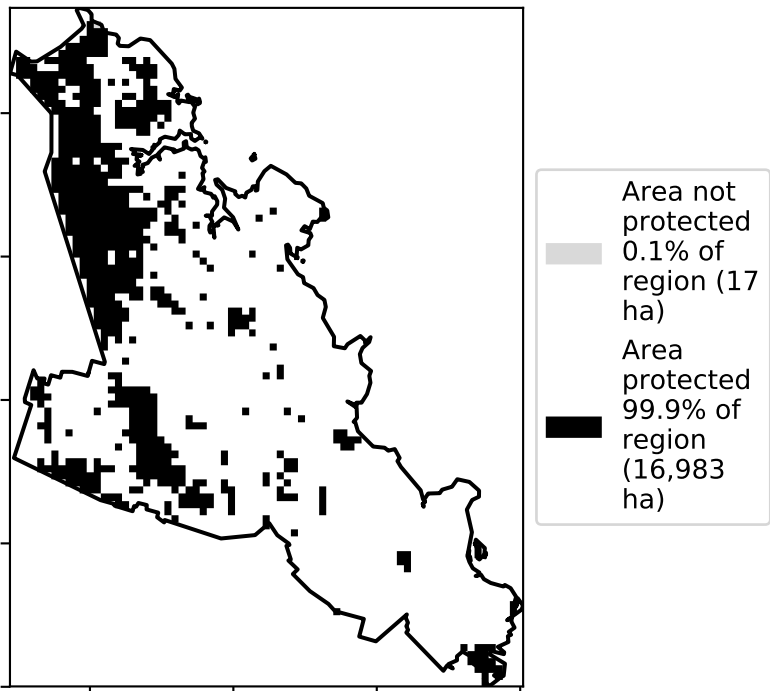 Area not
protected
0.1% of
region (17
ha)
Area
protected
99.9% of
region
(16,983
ha)